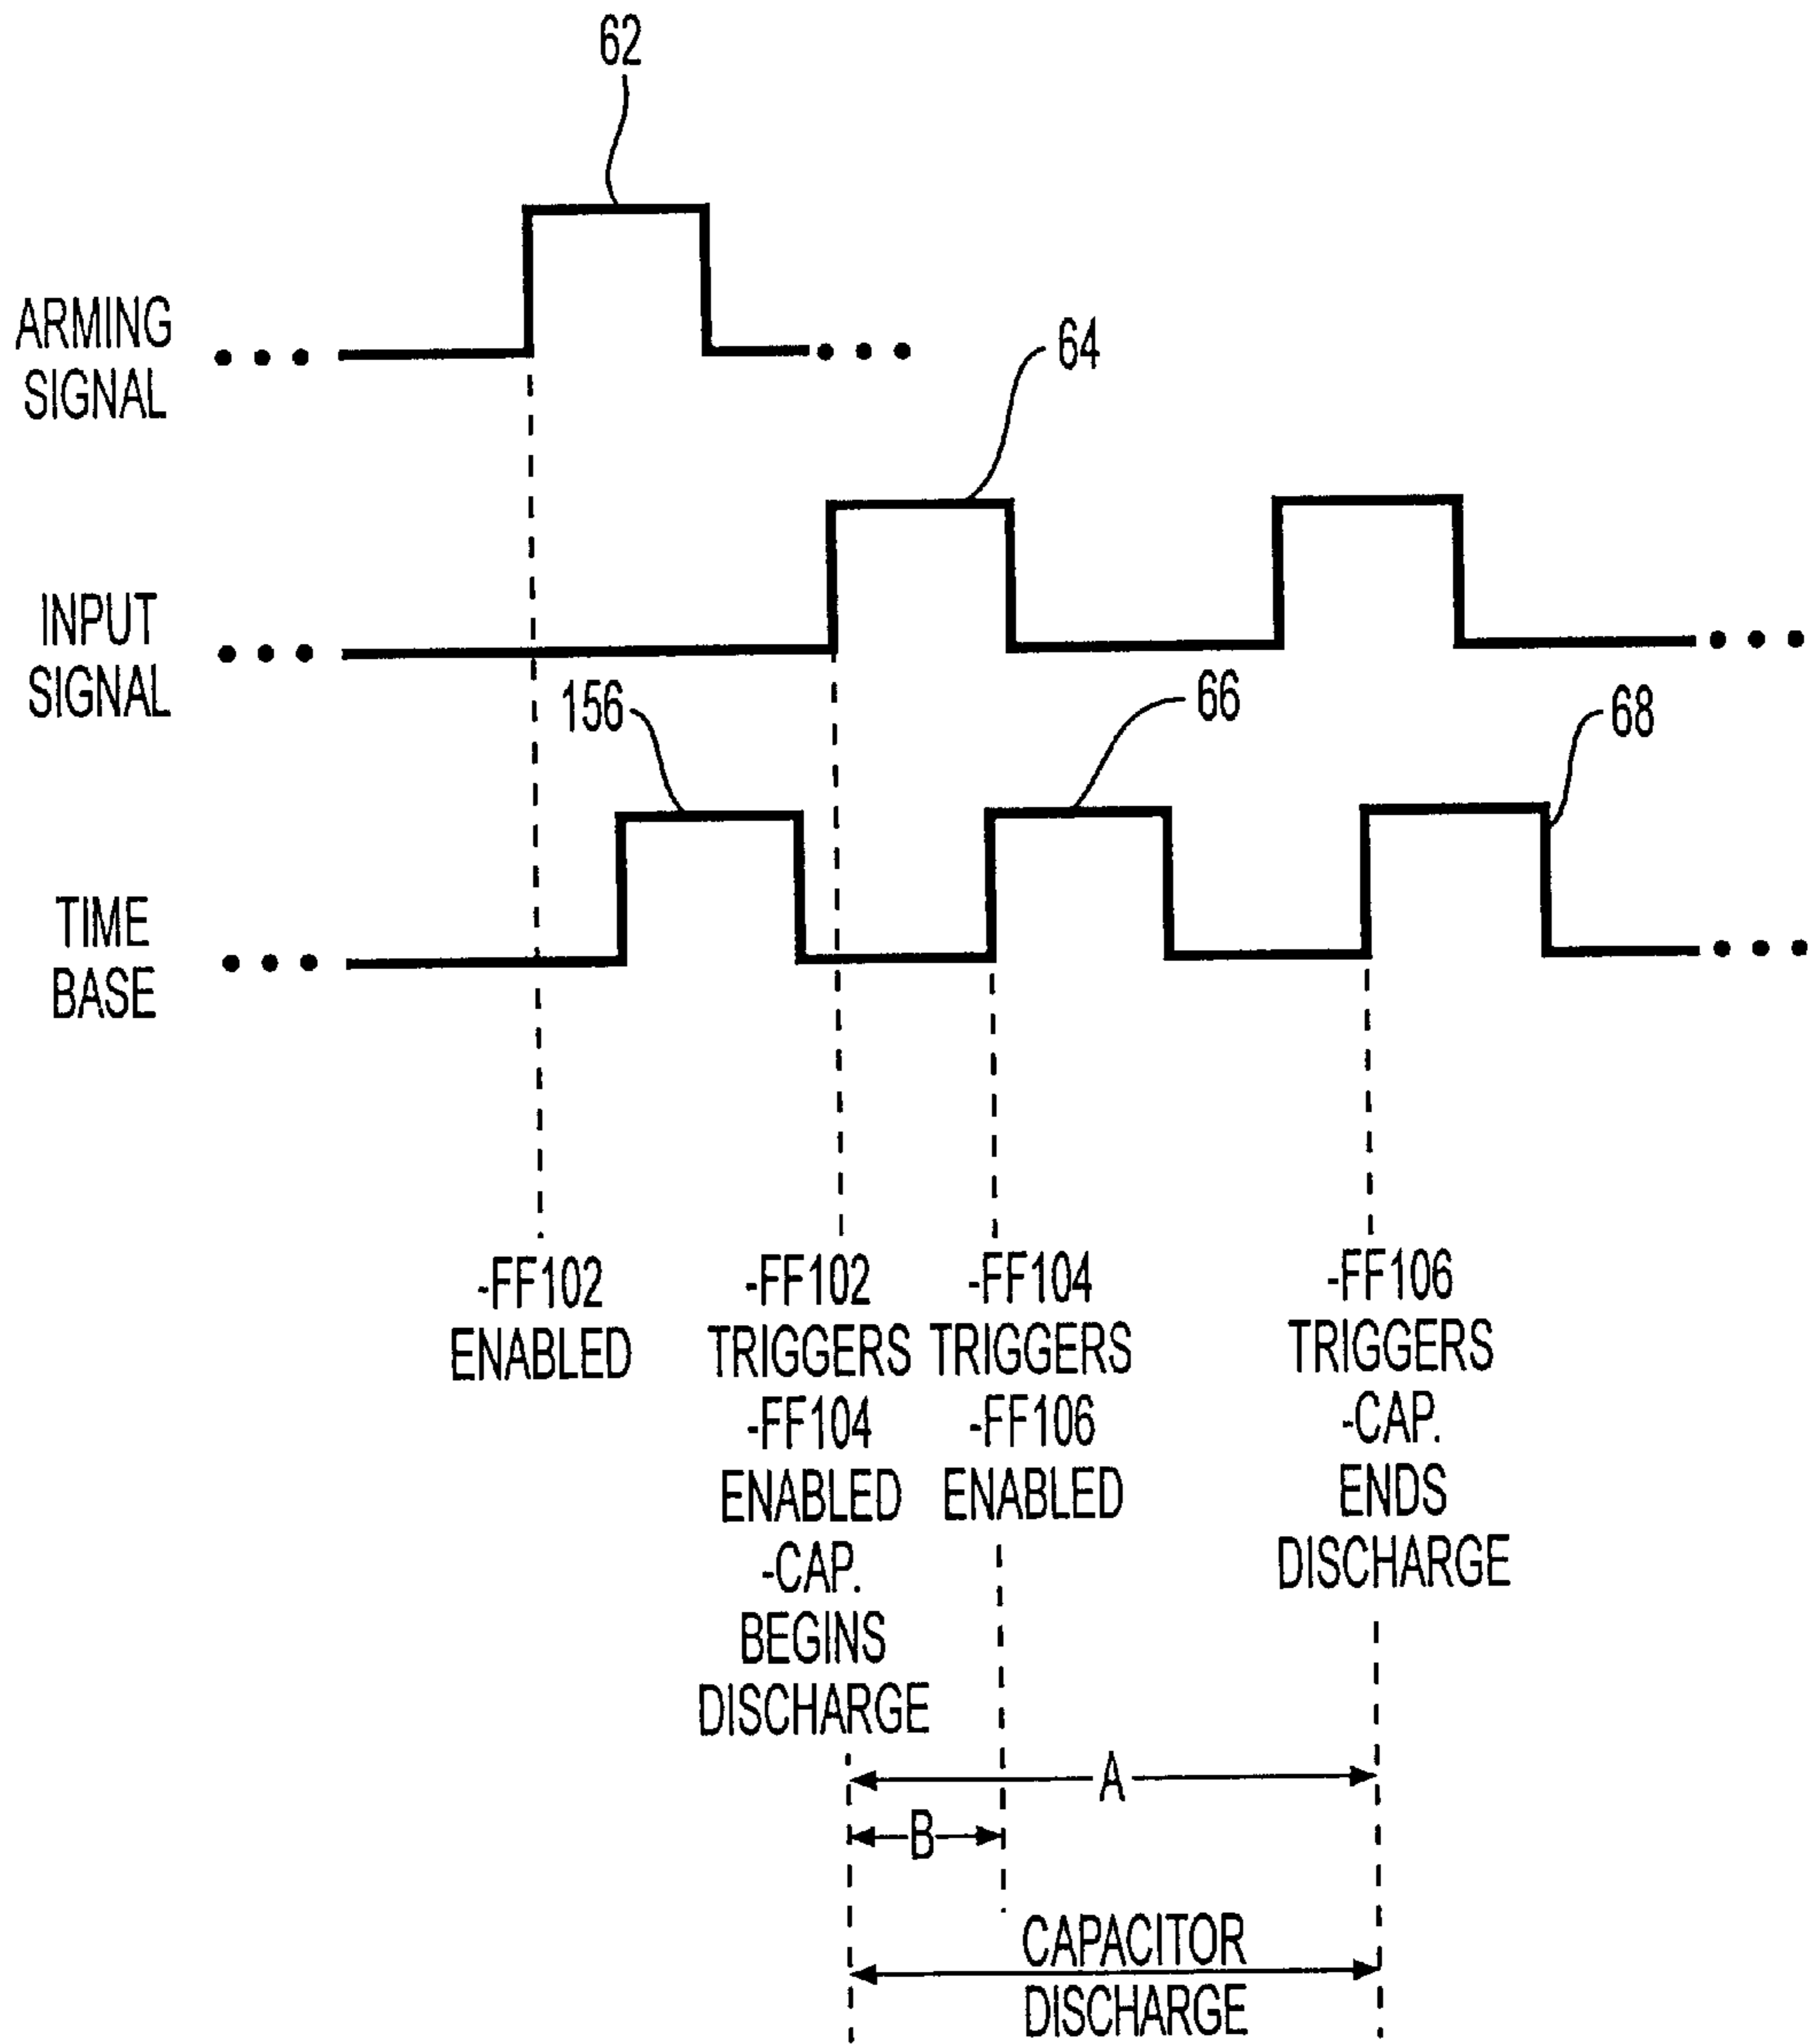 62
ARMING
SIGNAL
64
INPUT
SIGNAL
156
66
68
TIME
BASE
-FF102
ENABLED
-FF102
TRIGGERS
-FF104
ENABLED
-CAP.
BEGINS
DISCHARGE
-FF104
TRIGGERS
-FF106
ENABLED
-FF106
TRIGGERS
-CAP.
ENDS
DISCHARGE
A
B
CAPACITOR
DISCHARGE